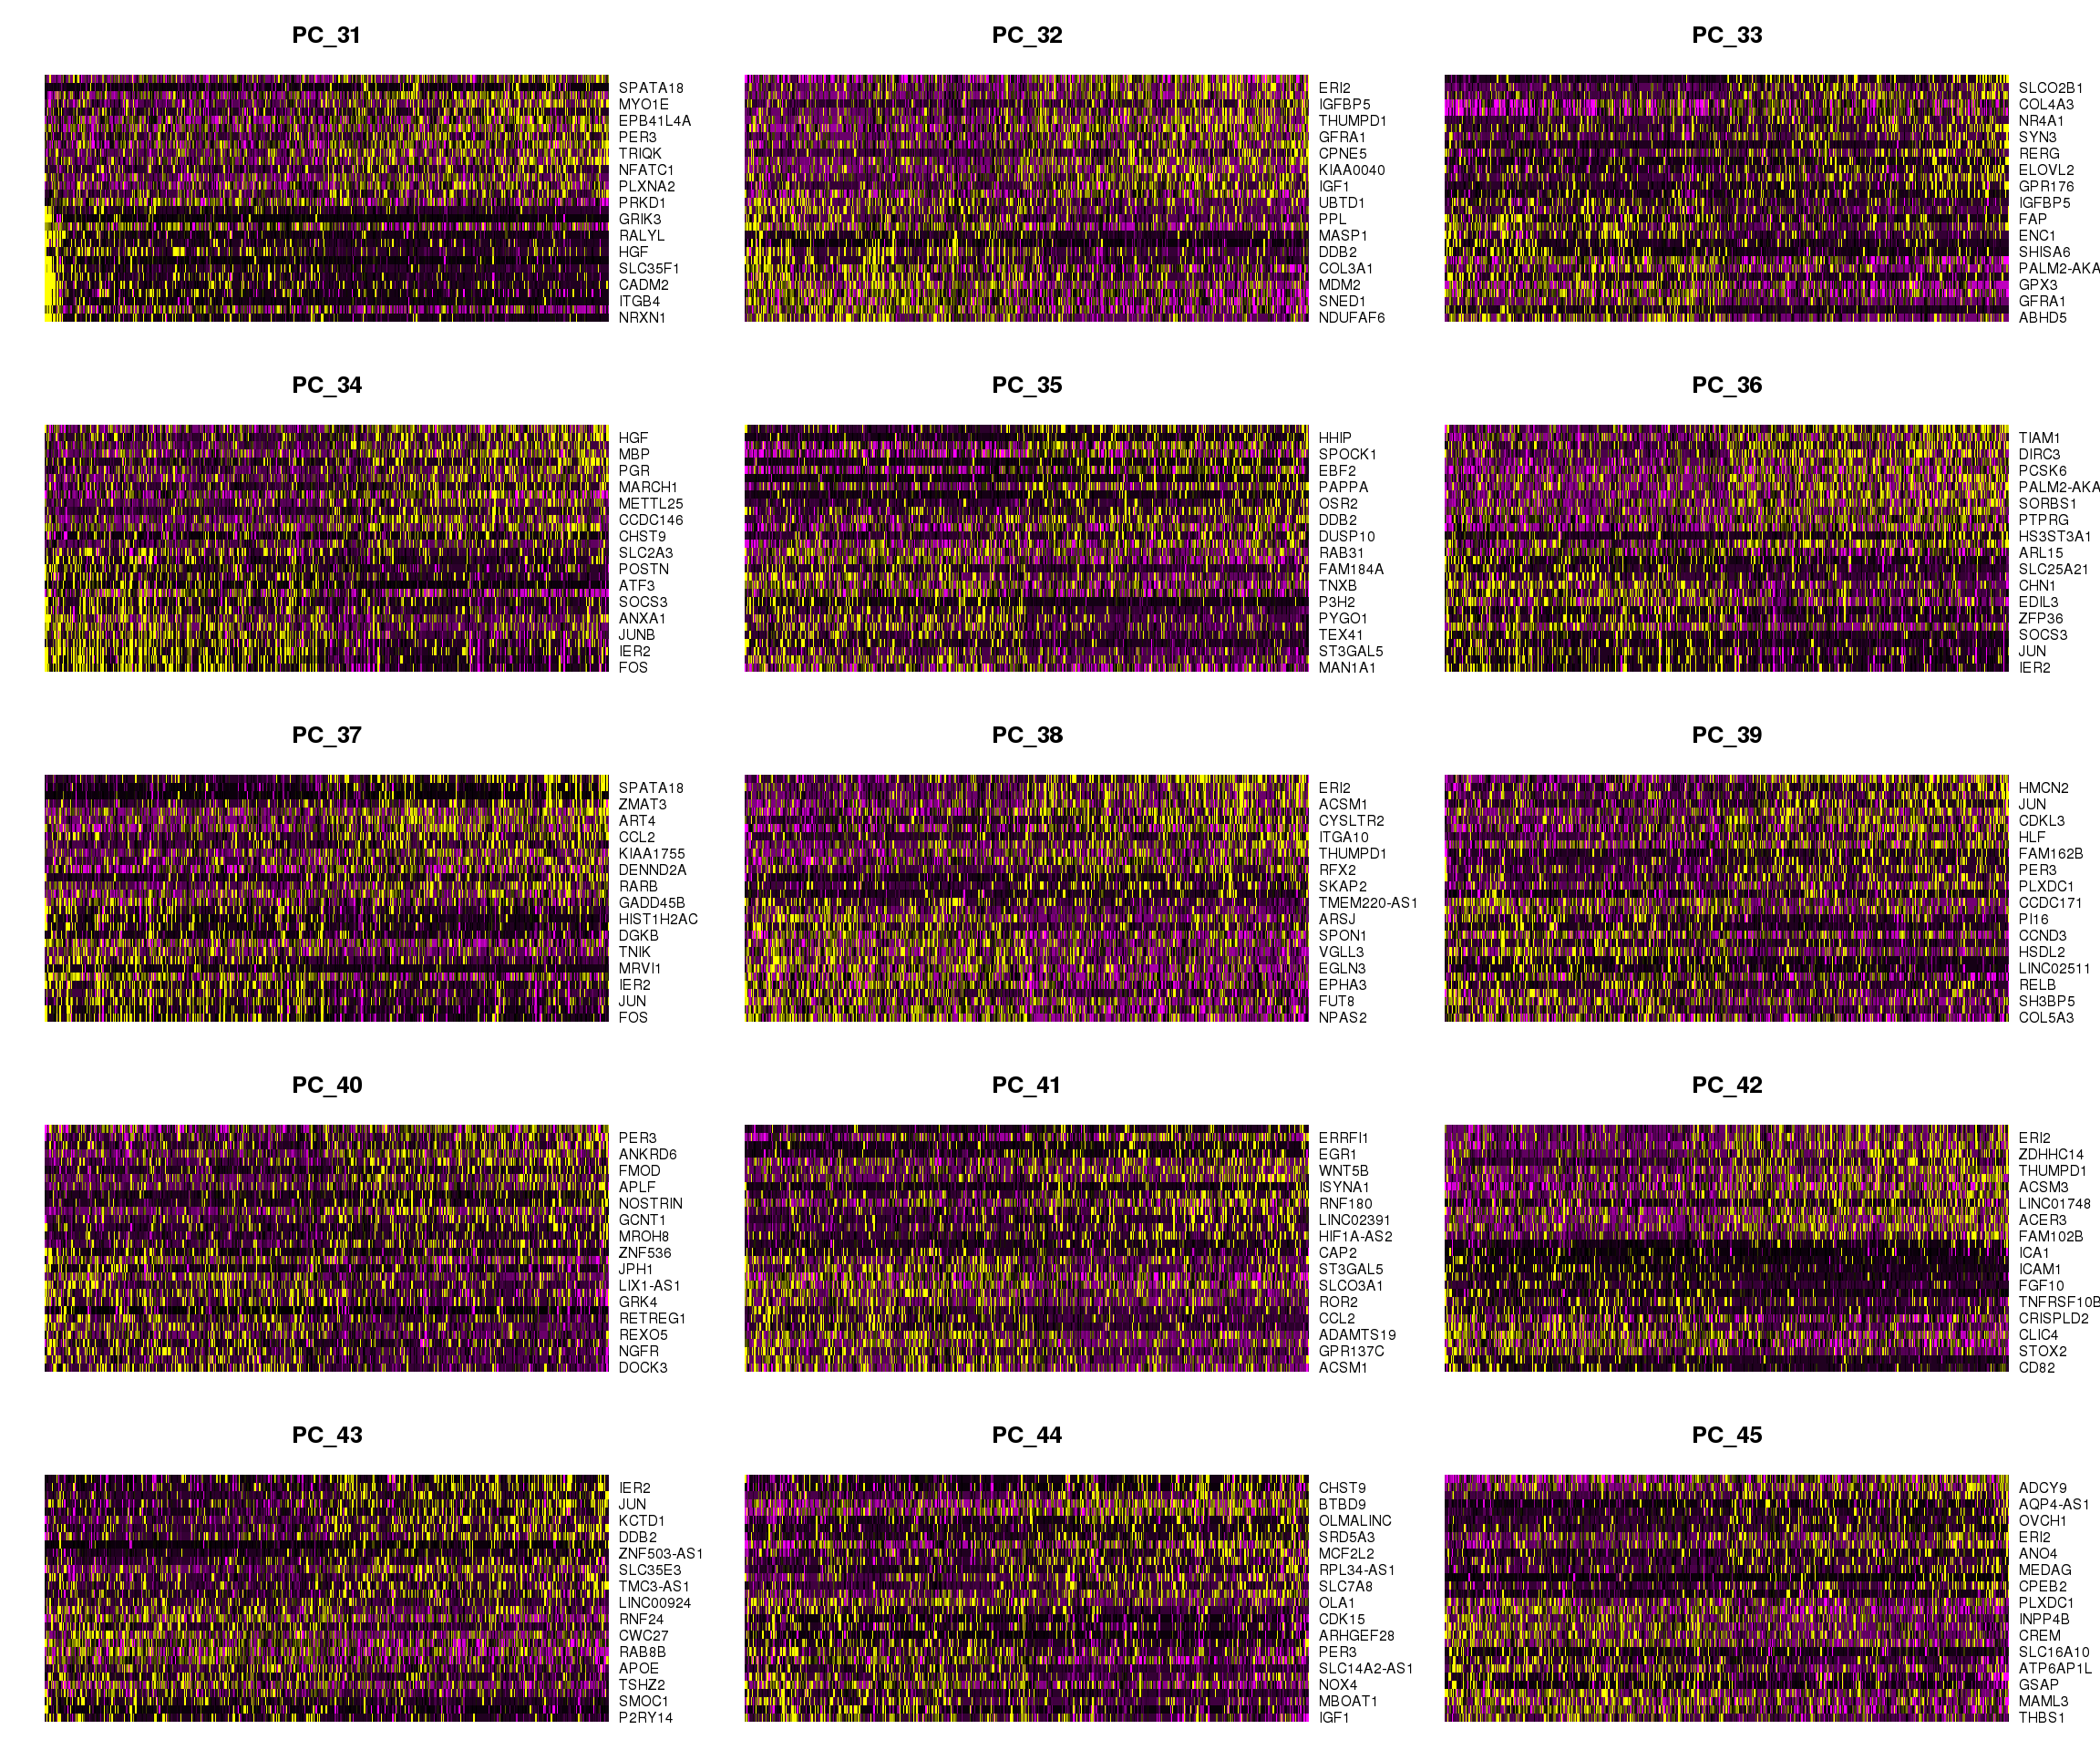 PC_31
SPATA18
MYO1E
EPB41L4A
PER3
TRIQK
NFATC1
PLXNA2
PRKD1
GRIK3
RALYL
HGF
SLC35F1
CADM2
ITGB4
NRXN1
PC_32
ERI2
IGFBP5
THUMPD1
GFRA1
CPNE5
KIAA0040
IGF1
UBTD1
PPL
MASP1
DDB2
COL3A1
MDM2
SNED1
NDUFAF6
PC_33
SLCO2B1
COL4A3
NR4A1
SYN3
RERG
ELOVL2
GPR176
IGFBP5
FAP
ENC1
SHISA6
PALM2-AKA
GPX3
GFRA1
ABHD5
PC_34
HGF
MBP
PGR
MARCH1
METTL25
CCDC146
CHST9
SLC2A3
POSTN
ATF3
SOCS3
ANXA1
JUNB
IER2
FOS
PC_35
HHIP
SPOCK1
EBF2
PAPPA
OSR2
DDB2
DUSP10
RAB31
FAM184A
TNXB
P3H2
PYGO1
TEX41
ST3GAL5
MAN1A1
PC_36
TIAM1
DIRC3
PCSK6
PALM2-AKA
SORBS1
PTPRG
HS3ST3A1
ARL15
SLC25A21
CHN1
EDIL3
ZFP36
SOCS3
JUN
IER2
PC_37
SPATA18
ZMAT3
ART4
CCL2
KIAA1755
DENND2A
RARB
GADD45B
HIST1H2AC
DGKB
TNIK
MRVI1
IER2
JUN
FOS
PC_38
ERI2
ACSM1
CYSLTR2
ITGA10
THUMPD1
RFX2
SKAP2
TMEM220-AS1
ARSJ
SPON1
VGLL3
EGLN3
EPHA3
FUT8
NPAS2
PC_39
HMCN2
JUN
CDKL3
HLF
FAM162B
PER3
PLXDC1
CCDC171
PI16
CCND3
HSDL2
LINC02511
RELB
SH3BP5
COL5A3
PC_40
PER3
ANKRD6
FMOD
APLF
NOSTRIN
GCNT1
MROH8
ZNF536
JPH1
LIX1-AS1
GRK4
RETREG1
REXO5
NGFR
DOCK3
PC_41
ERRFI1
EGR1
WNT5B
ISYNA1
RNF180
LINC02391
HIF1A-AS2
CAP2
ST3GAL5
SLCO3A1
ROR2
CCL2
ADAMTS19
GPR137C
ACSM1
PC_42
ERI2
ZDHHC14
THUMPD1
ACSM3
LINC01748
ACER3
FAM102B
ICA1
ICAM1
FGF10
TNFRSF10B
CRISPLD2
CLIC4
STOX2
CD82
PC_43
IER2
JUN
KCTD1
DDB2
ZNF503-AS1
SLC35E3
TMC3-AS1
LINC00924
RNF24
CWC27
RAB8B
APOE
TSHZ2
SMOC1
P2RY14
PC_44
CHST9
BTBD9
OLMALINC
SRD5A3
MCF2L2
RPL34-AS1
SLC7A8
OLA1
CDK15
ARHGEF28
PER3
SLC14A2-AS1
NOX4
MBOAT1
IGF1
PC_45
ADCY9
AQP4-AS1
OVCH1
ERI2
ANO4
MEDAG
CPEB2
PLXDC1
INPP4B
CREM
SLC16A10
ATP6AP1L
GSAP
MAML3
THBS1